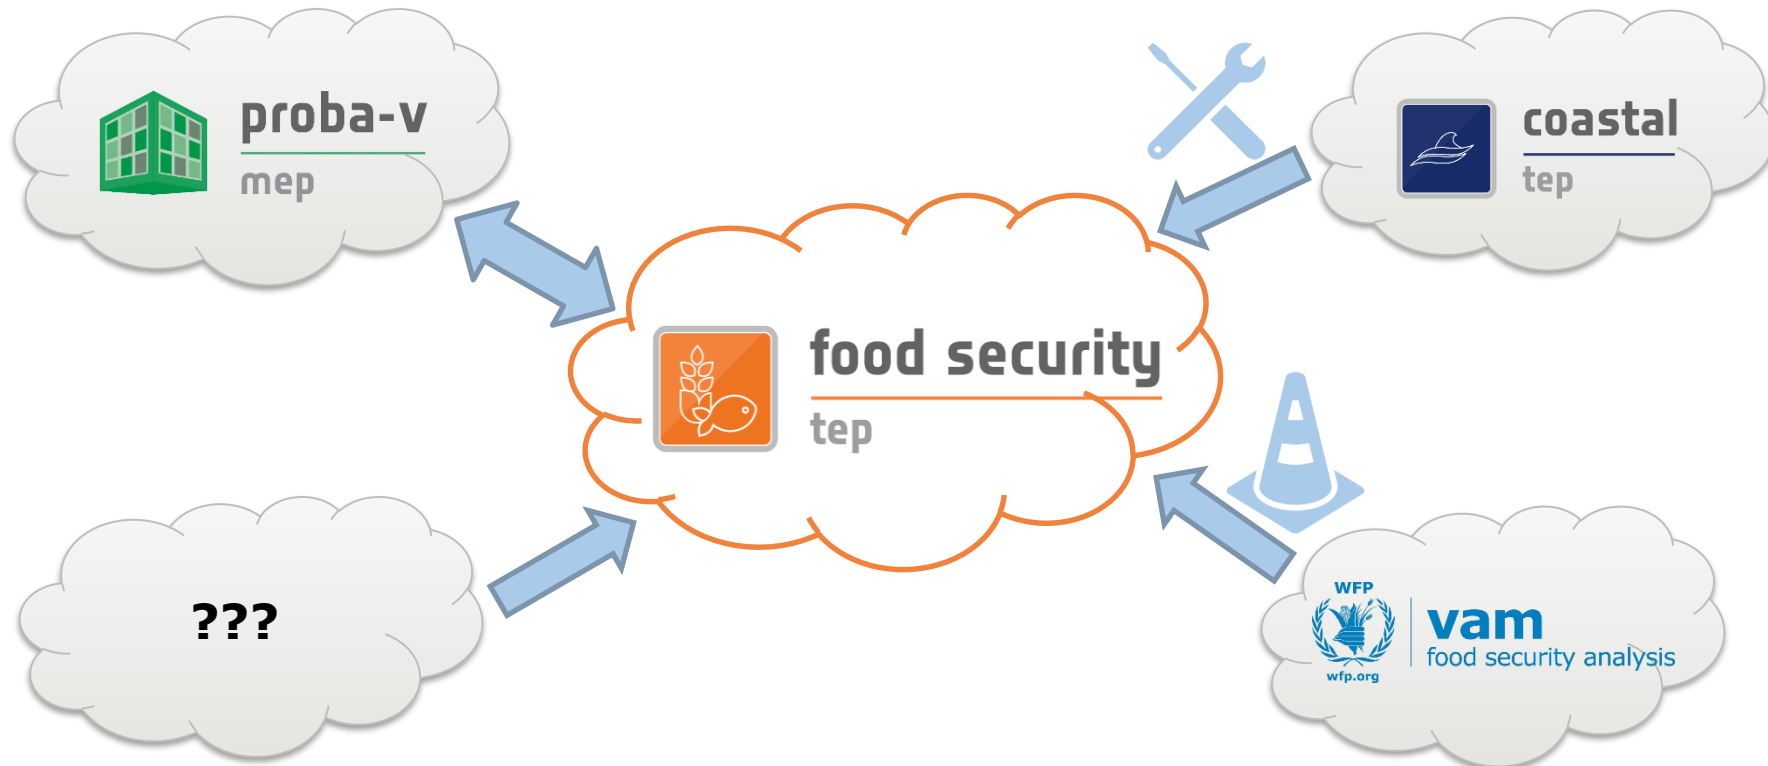 proba-v
mep
coastal
tep
food security
tep
???
WFP
wfp.org
vam
food security analysis